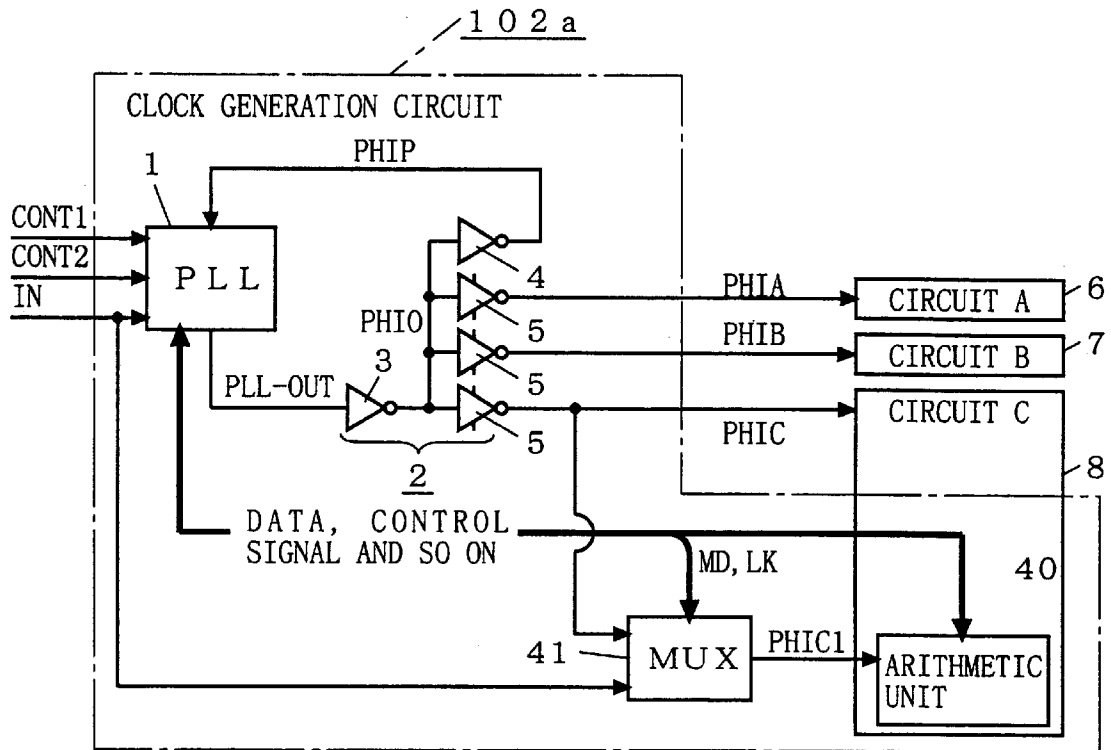 102a
CLOCK GENERATION CIRCUIT
PHIP
1
CONT1
CONT2
IN
PLL
4
PHIO
5
PHIA
CIRCUIT A
6
3
5
PHIB
CIRCUIT B
7
PLL-OUT
5
PHIC
CIRCUIT C
2
8
DATA, CONTROL
SIGNAL AND SO ON
MD, LK
40
41
MUX
PHIC1
ARITHMETIC
UNIT